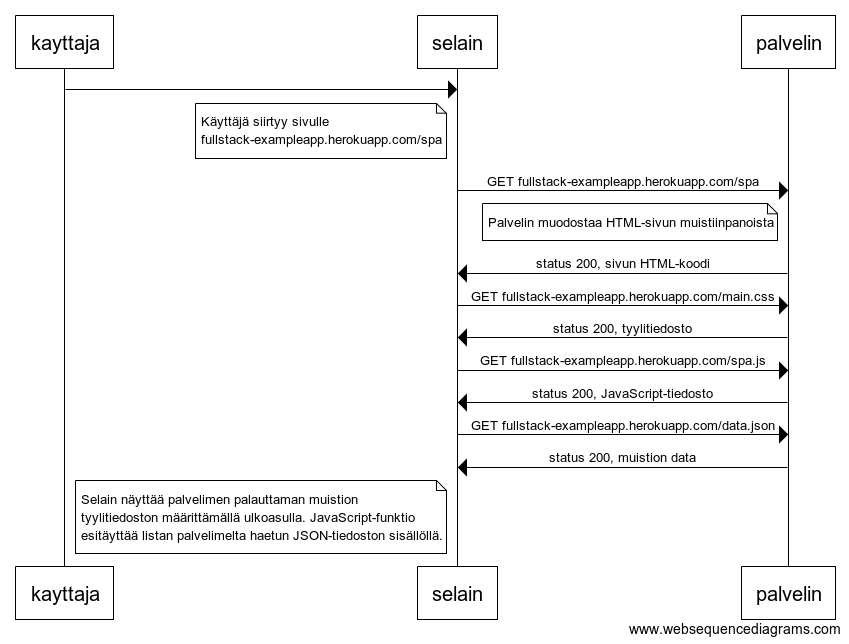 kayttaja
selain
palvelin
Käyttäjä siirtyy sivulle
fullstack-exampleapp.herokuapp.com/spa
GET fullstack-exampleapp.herokuapp.com/spa
Palvelin muodostaa HTML-sivun muistiinpanoista
status 200, sivun HTML-koodi
GET fullstack-exampleapp.herokuapp.com/main.css
status 200, tyylitiedosto
GET fullstack-exampleapp.herokuapp.com/spa.js
status 200, JavaScript-tiedosto
GET fullstack-exampleapp.herokuapp.com/data.json
status 200, muistion data
Selain näyttää palvelimen palauttaman muistion
tyylitiedoston määrittämällä ulkoasulla. JavaScript-funktio
esitäyttää listan palvelimelta haetun JSON-tiedoston sisällöllä.
kayttaja
selain
palvelin
www.websequencediagrams.com